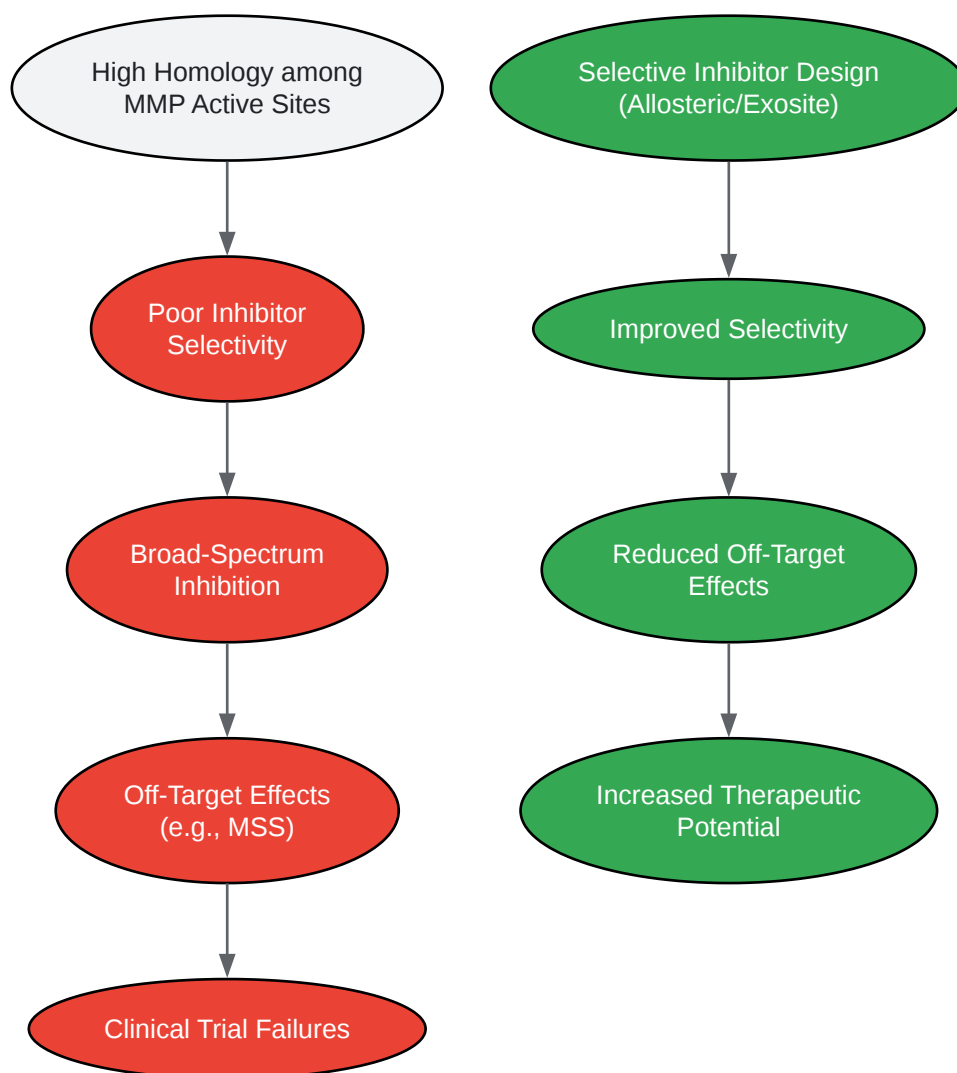 High Homology among
MMP Active Sites
Poor Inhibitor
Selectivity
Broad-Spectrum
Inhibition
Off-Target Effects
(e.g., MSS)
Clinical Trial Failures
Selective Inhibitor Design
(Allosteric/Exosite)
Improved Selectivity
Reduced Off-Target
Effects
Increased Therapeutic
Potential